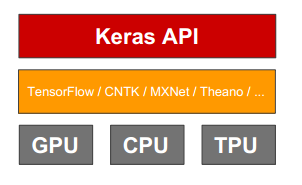 Keras API
TensorFlow / CNTK / MXNet / Theano / ...
GPU CPU TPU